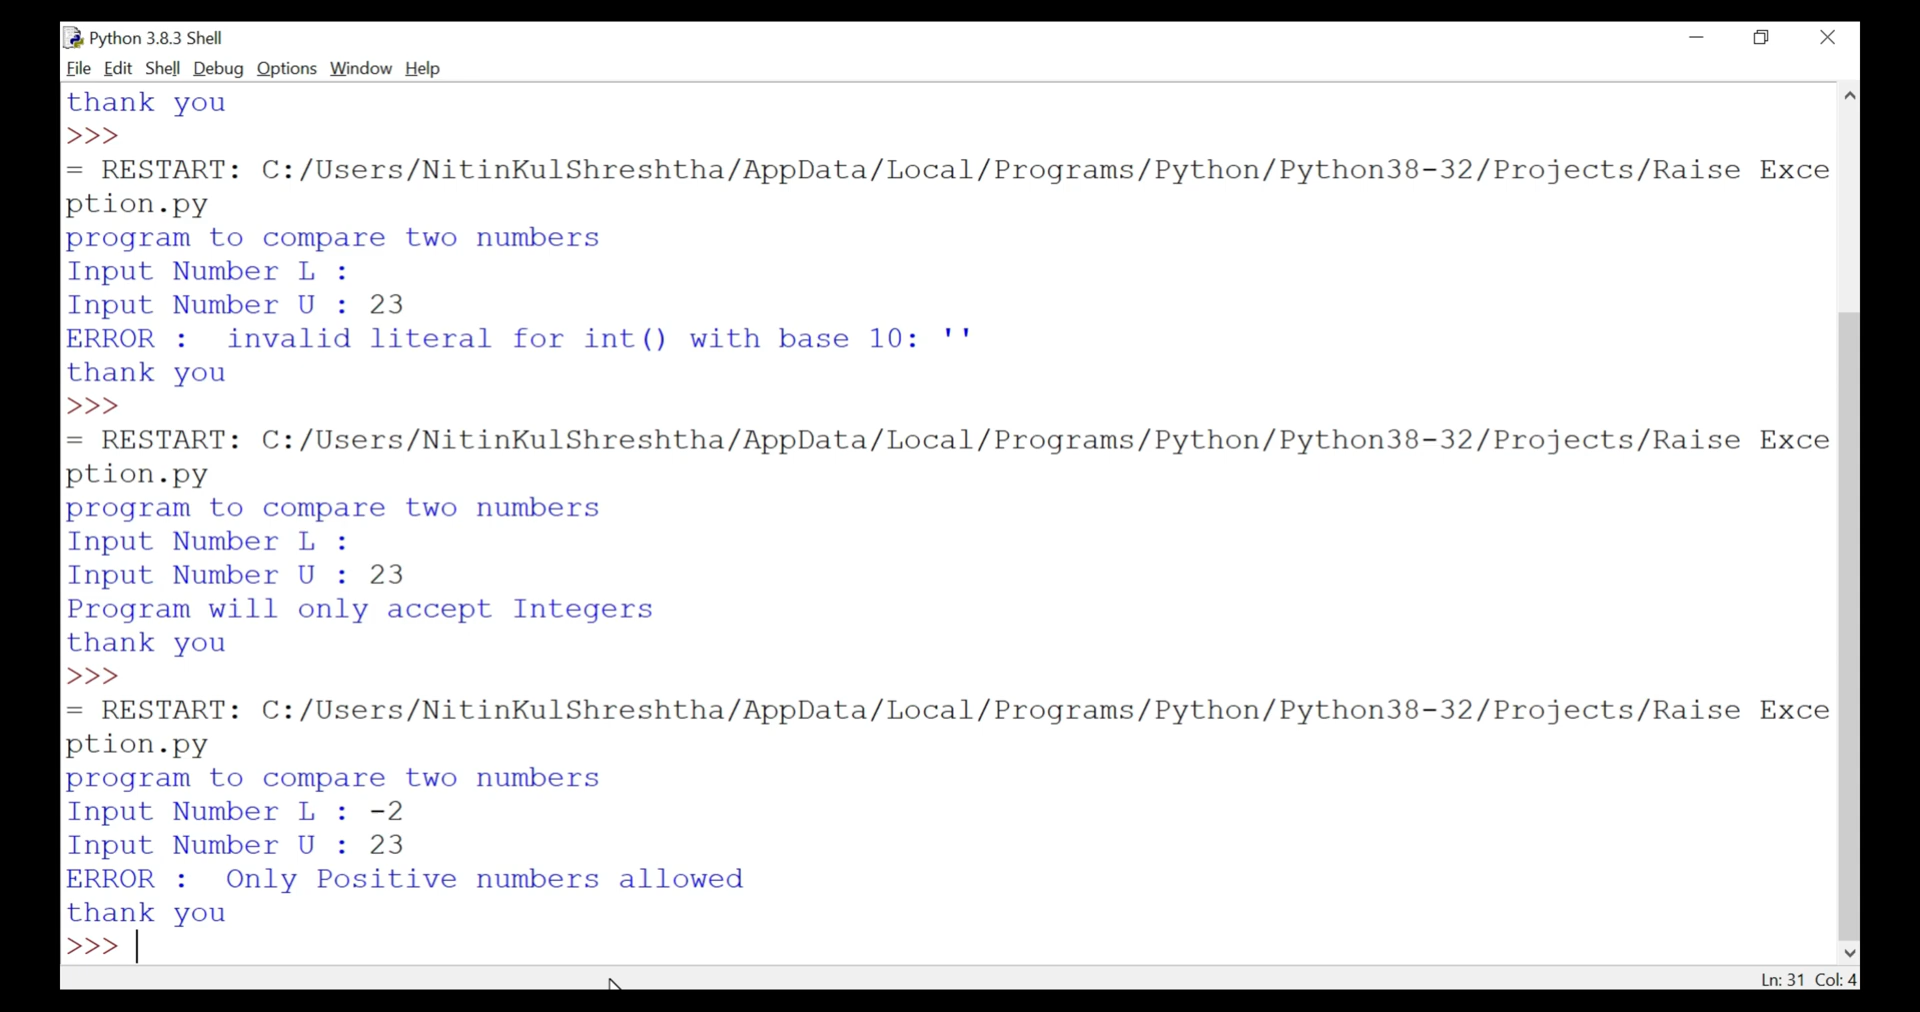 Python 3.8.3 Shell
File Edit Shell Debug Options Window Help
thank you
>>>
= RESTART: C:/Users/NitinKulShreshtha/AppData/Local/Programs/Python/Python38-32/Projects/Raise Exce
ption.py
program to compare two numbers
Input Number L :
Input Number U : 23
ERROR :  invalid literal for int() with base 10: ''
thank you
>>>
= RESTART: C:/Users/NitinKulShreshtha/AppData/Local/Programs/Python/Python38-32/Projects/Raise Exce
ption.py
program to compare two numbers
Input Number L :
Input Number U : 23
Program will only accept Integers
thank you
>>>
= RESTART: C:/Users/NitinKulShreshtha/AppData/Local/Programs/Python/Python38-32/Projects/Raise Exce
ption.py
program to compare two numbers
Input Number L : -2
Input Number U : 23
ERROR :  Only Positive numbers allowed
thank you
>>>
Ln: 31 Col: 4